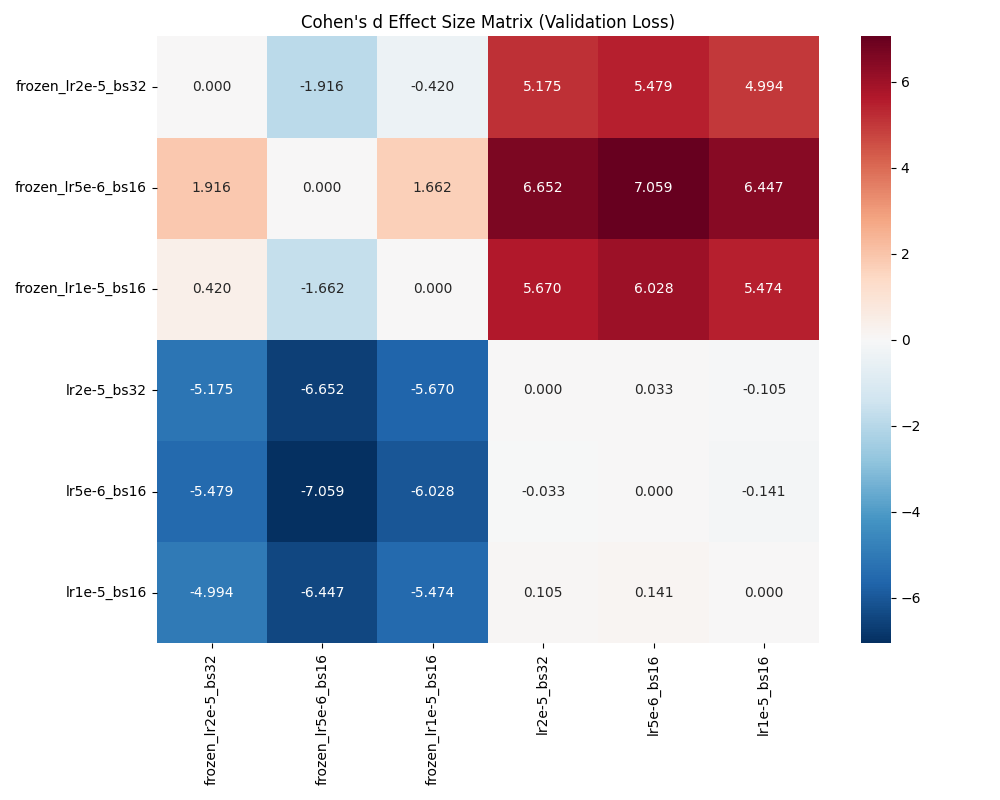 Cohen's d Effect Size Matrix (Validation Loss)
frozen_lr2e-5_bs32 0.000 -1.916 -0.420 5.175 5.479 4.994
frozen_lr5e-6_bs16 1.916 0.000 1.662 6.652 7.059 6.447
frozen_lr1e-5_bs16 0.420 -1.662 0.000 5.670 6.028 5.474
lr2e-5_bs32 -5.175 -6.652 -5.670 0.000 0.033 -0.105
lr5e-6_bs16 -5.479 -7.059 -6.028 -0.033 0.000 -0.141
lr1e-5_bs16 -4.994 -6.447 -5.474 0.105 0.141 0.000
frozen_lr2e-5_bs32
frozen_lr5e-6_bs16
frozen_lr1e-5_bs16
lr2e-5_bs32
lr5e-6_bs16
lr1e-5_bs16
6
4
2
0
−2
−4
−6